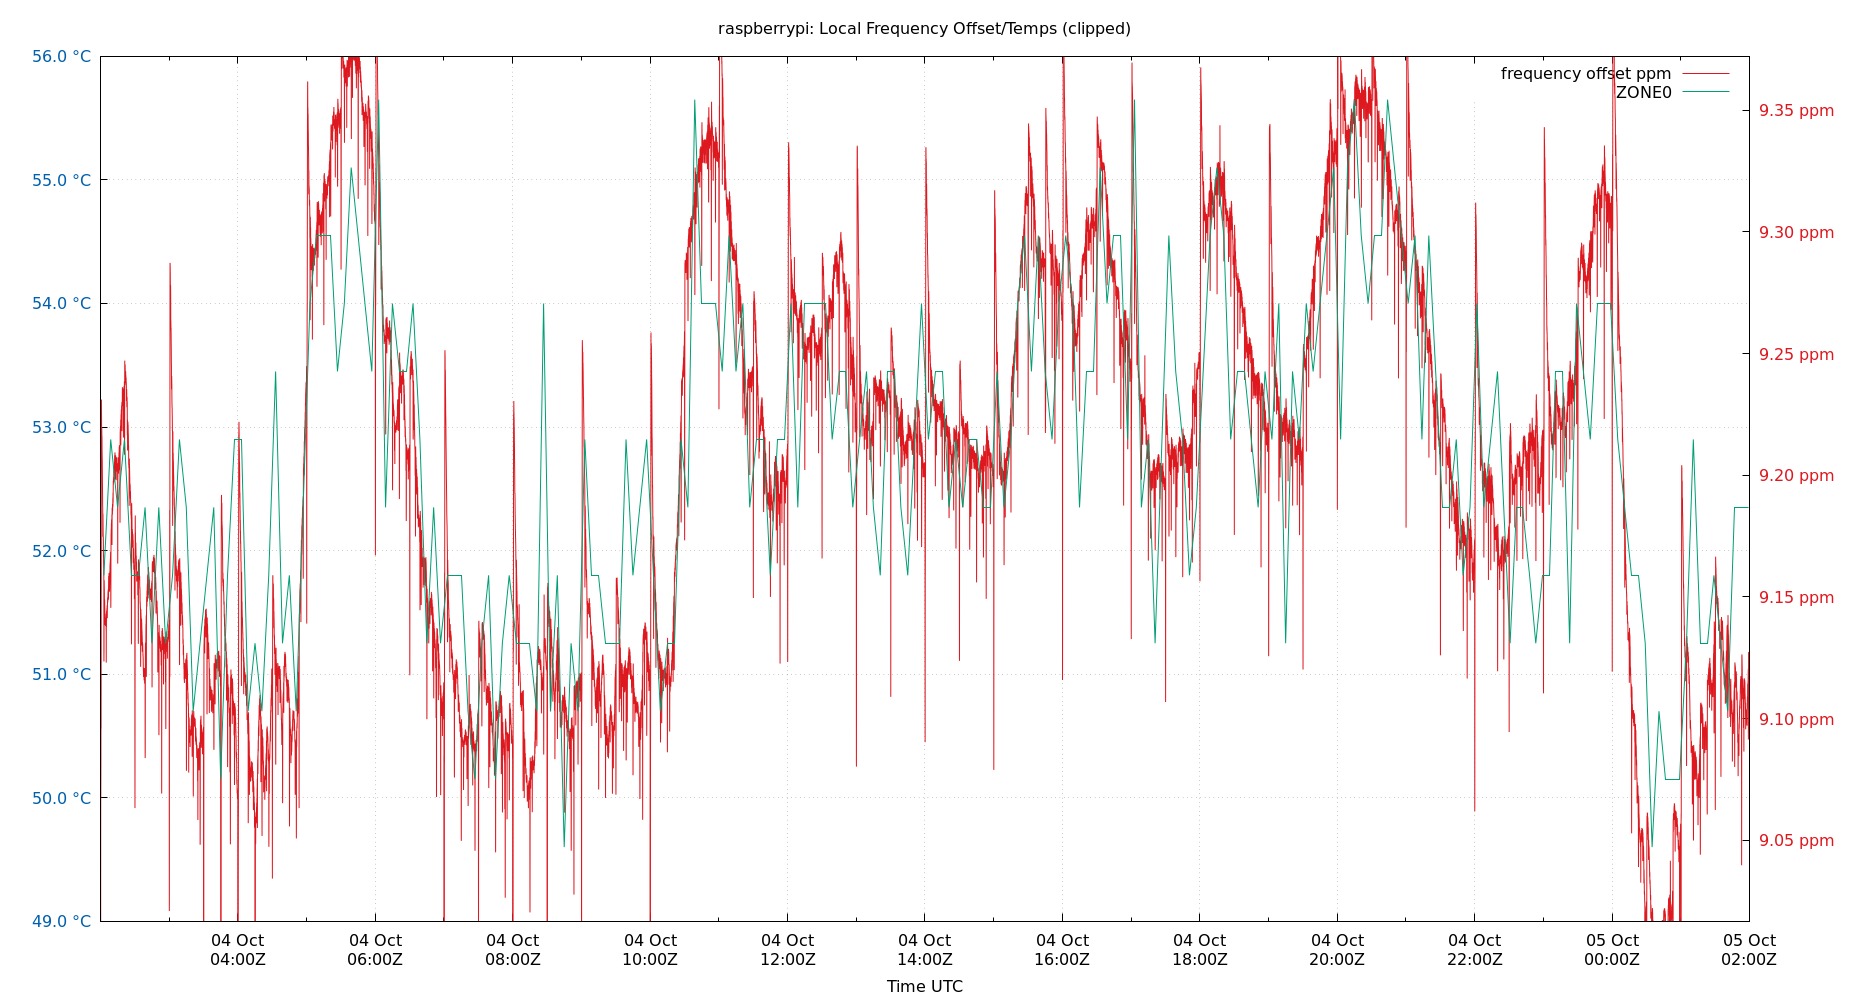 raspberrypi: Local Frequency Offset/Temps (clipped)
frequency offset ppm
ZONE0
56.0 °C
55.0 °C
54.0 °C
53.0 °C
52.0 °C
51.0 °C
50.0 °C
49.0 °C
9.35 ppm
9.30 ppm
9.25 ppm
9.20 ppm
9.15 ppm
9.10 ppm
9.05 ppm
04 Oct 04 Oct 04 Oct 04 Oct 04 Oct 04 Oct 04 Oct 04 Oct 04 Oct 04 Oct 05 Oct 05 Oct
04:00Z 06:00Z 08:00Z 10:00Z 12:00Z 14:00Z 16:00Z 18:00Z 20:00Z 22:00Z 00:00Z 02:00Z
Time UTC